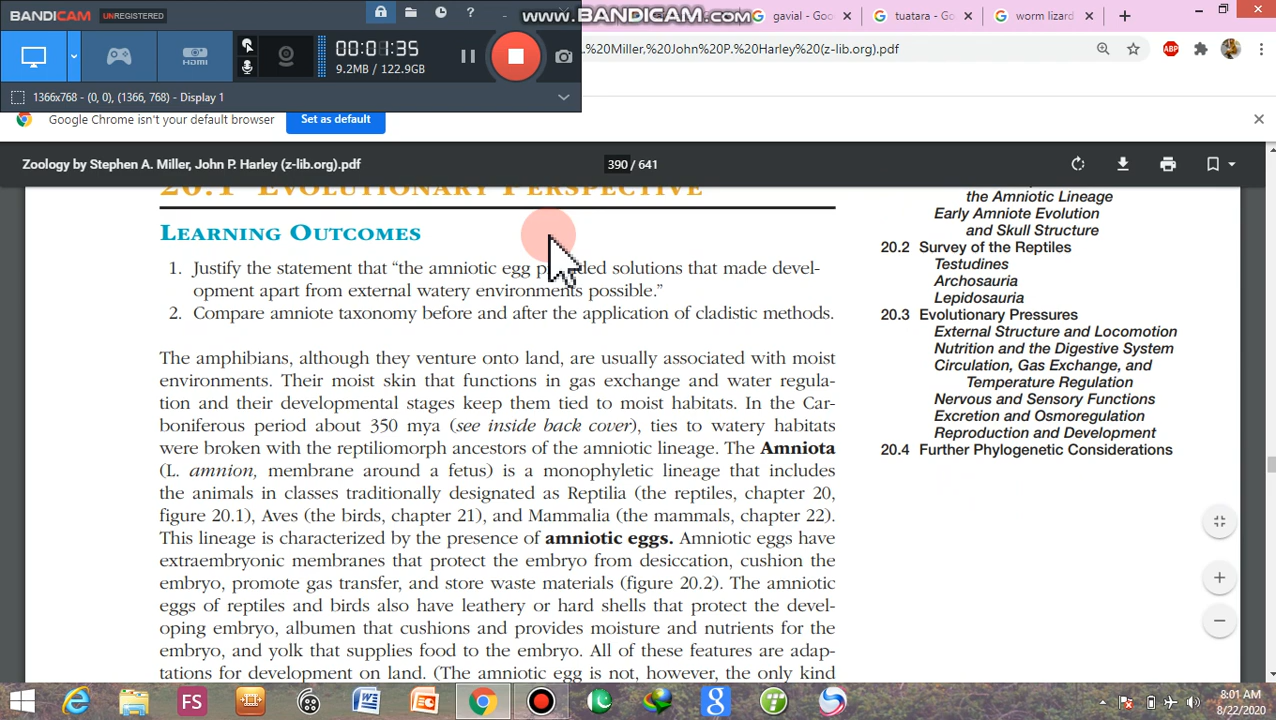 BANDICAM UNREGISTERED
www.BANDICAM.com
gavial - Goo
tuatara - Go
worm lizard
00:01:35
9.2MB / 122.9GB
HDMI
.%20Miller,%20John%20P.%20Harley%20(z-lib.org).pdf
ABP
1366x768 - (0, 0), (1366, 768) - Display 1
Google Chrome isn't your default browser
Set as default
Zoology by Stephen A. Miller, John P. Harley (z-lib.org).pdf
390 / 641
20.1 EVOLUTIONARY PERSPECTIVE
LEARNING OUTCOMES
1. Justify the statement that “the amniotic egg p ded solutions that made devel-
opment apart from external watery environments possible.”
2. Compare amniote taxonomy before and after the application of cladistic methods.
The amphibians, although they venture onto land, are usually associated with moist
environments. Their moist skin that functions in gas exchange and water regula-
tion and their developmental stages keep them tied to moist habitats. In the Car-
boniferous period about 350 mya (see inside back cover), ties to watery habitats
were broken with the reptiliomorph ancestors of the amniotic lineage. The Amniota
(L. amnion, membrane around a fetus) is a monophyletic lineage that includes
the animals in classes traditionally designated as Reptilia (the reptiles, chapter 20,
figure 20.1), Aves (the birds, chapter 21), and Mammalia (the mammals, chapter 22).
This lineage is characterized by the presence of amniotic eggs. Amniotic eggs have
extraembryonic membranes that protect the embryo from desiccation, cushion the
embryo, promote gas transfer, and store waste materials (figure 20.2). The amniotic
eggs of reptiles and birds also have leathery or hard shells that protect the devel-
oping embryo, albumen that cushions and provides moisture and nutrients for the
embryo, and yolk that supplies food to the embryo. All of these features are adap-
tations for development on land. (The amniotic egg is not, however, the only kind
the Amniotic Lineage
Early Amniote Evolution
and Skull Structure
20.2 Survey of the Reptiles
Testudines
Archosauria
Lepidosauria
20.3 Evolutionary Pressures
External Structure and Locomotion
Nutrition and the Digestive System
Circulation, Gas Exchange, and
Temperature Regulation
Nervous and Sensory Functions
Excretion and Osmoregulation
Reproduction and Development
20.4 Further Phylogenetic Considerations
FS
8:01 AM
8/22/2020